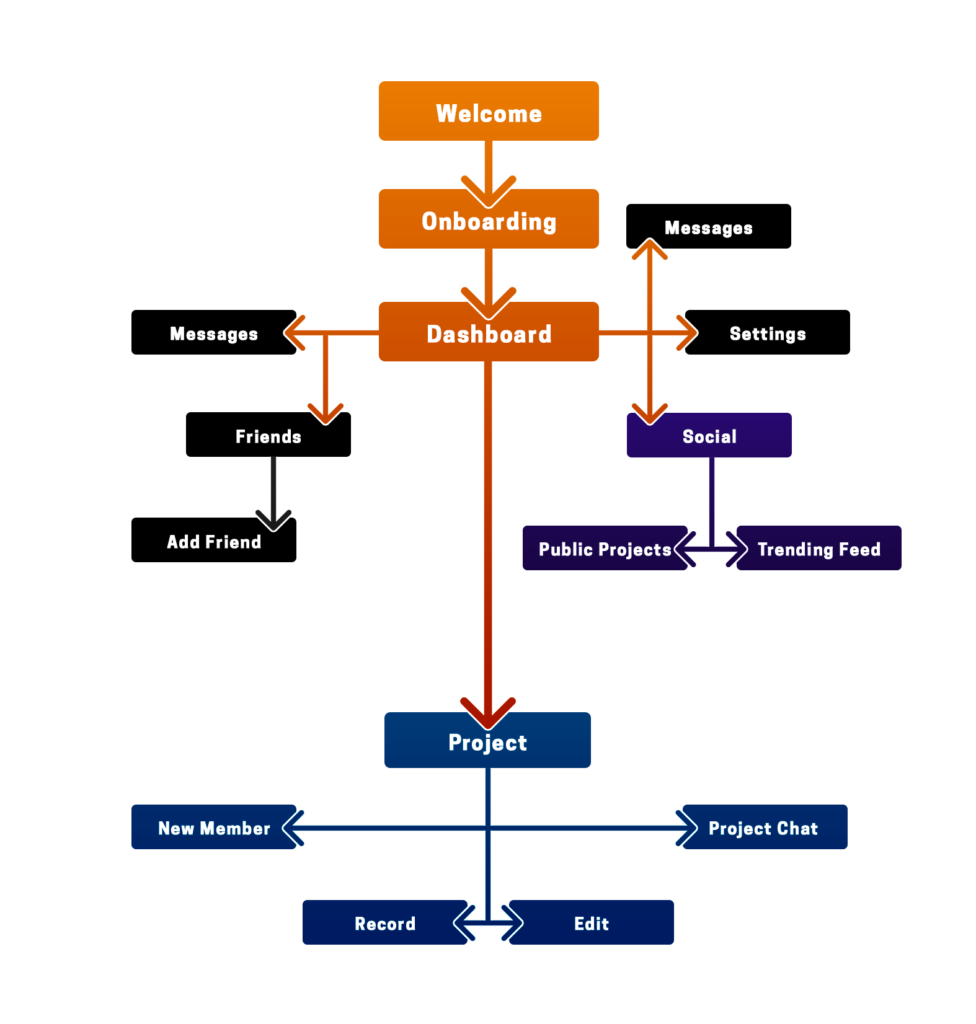 Welcome
Onboarding
Messages
Messages
Dashboard
Settings
Friends
Social
Add Friend
Public Projects
Trending Feed
Project
New Member
Project Chat
Record
Edit